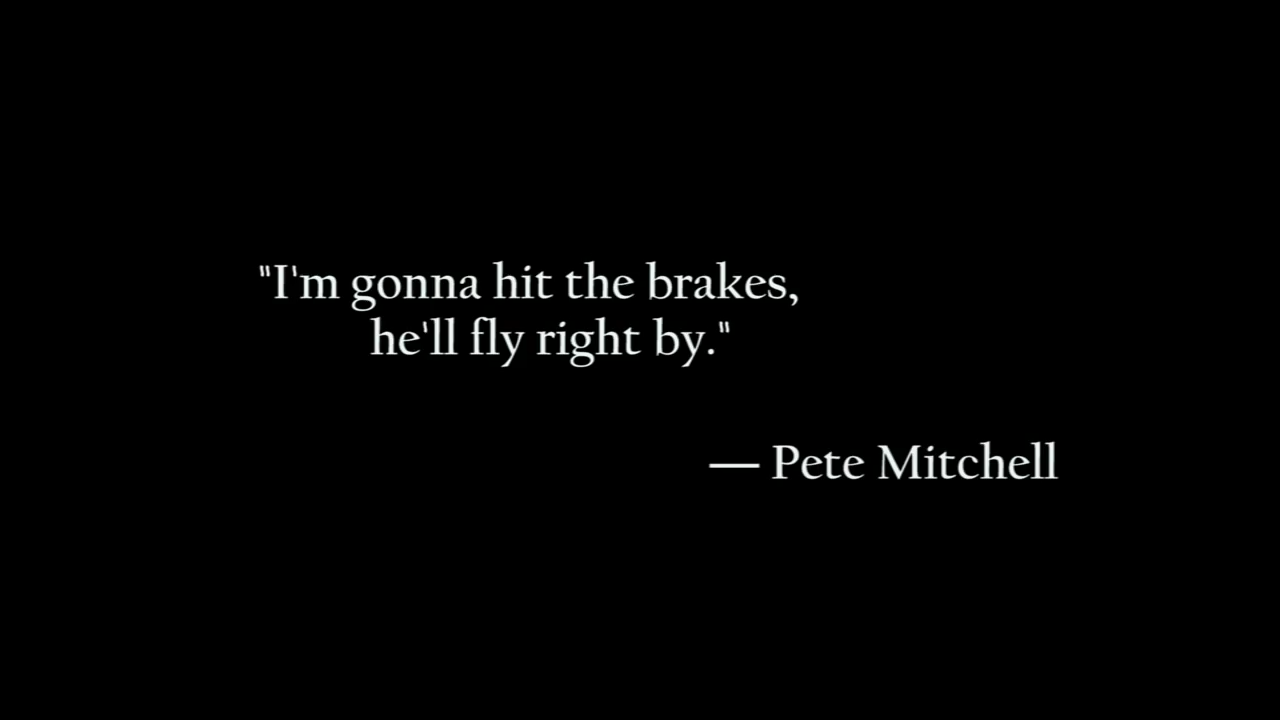 "I'm gonna hit the brakes,
he'll fly right by."
— Pete Mitchell